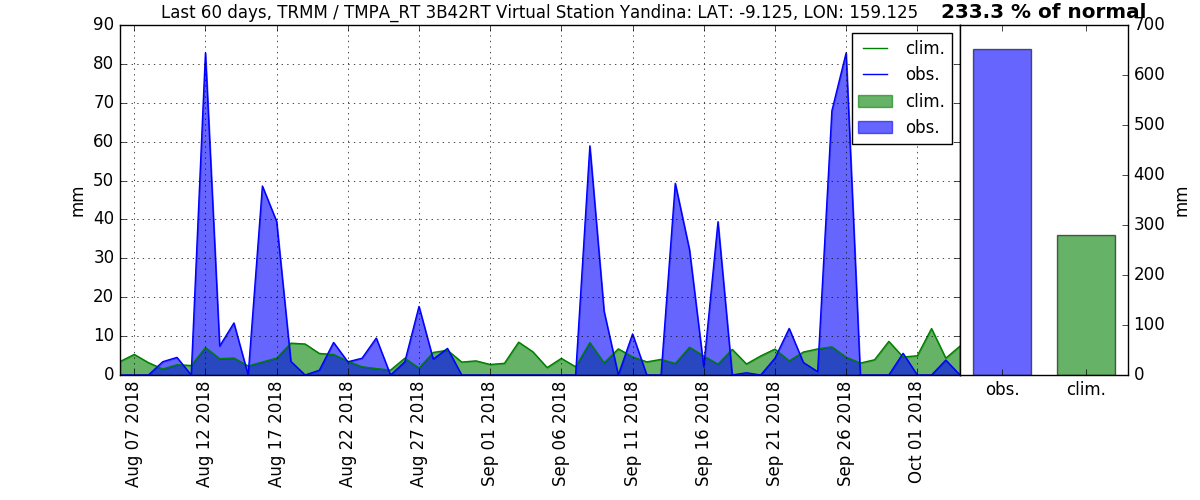 Last 60 days, TRMM / TMPA_RT 3B42RT Virtual Station Yandina: LAT: -9.125, LON: 159.125
233.3 % of normal
mm
90
80
70
60
50
40
30
20
10
0
clim.
obs.
clim.
obs.
700
600
500
400
300
200
100
0
mm
Aug 07 2018
Aug 12 2018
Aug 17 2018
Aug 22 2018
Aug 27 2018
Sep 01 2018
Sep 06 2018
Sep 11 2018
Sep 16 2018
Sep 21 2018
Sep 26 2018
Oct 01 2018
obs.
clim.